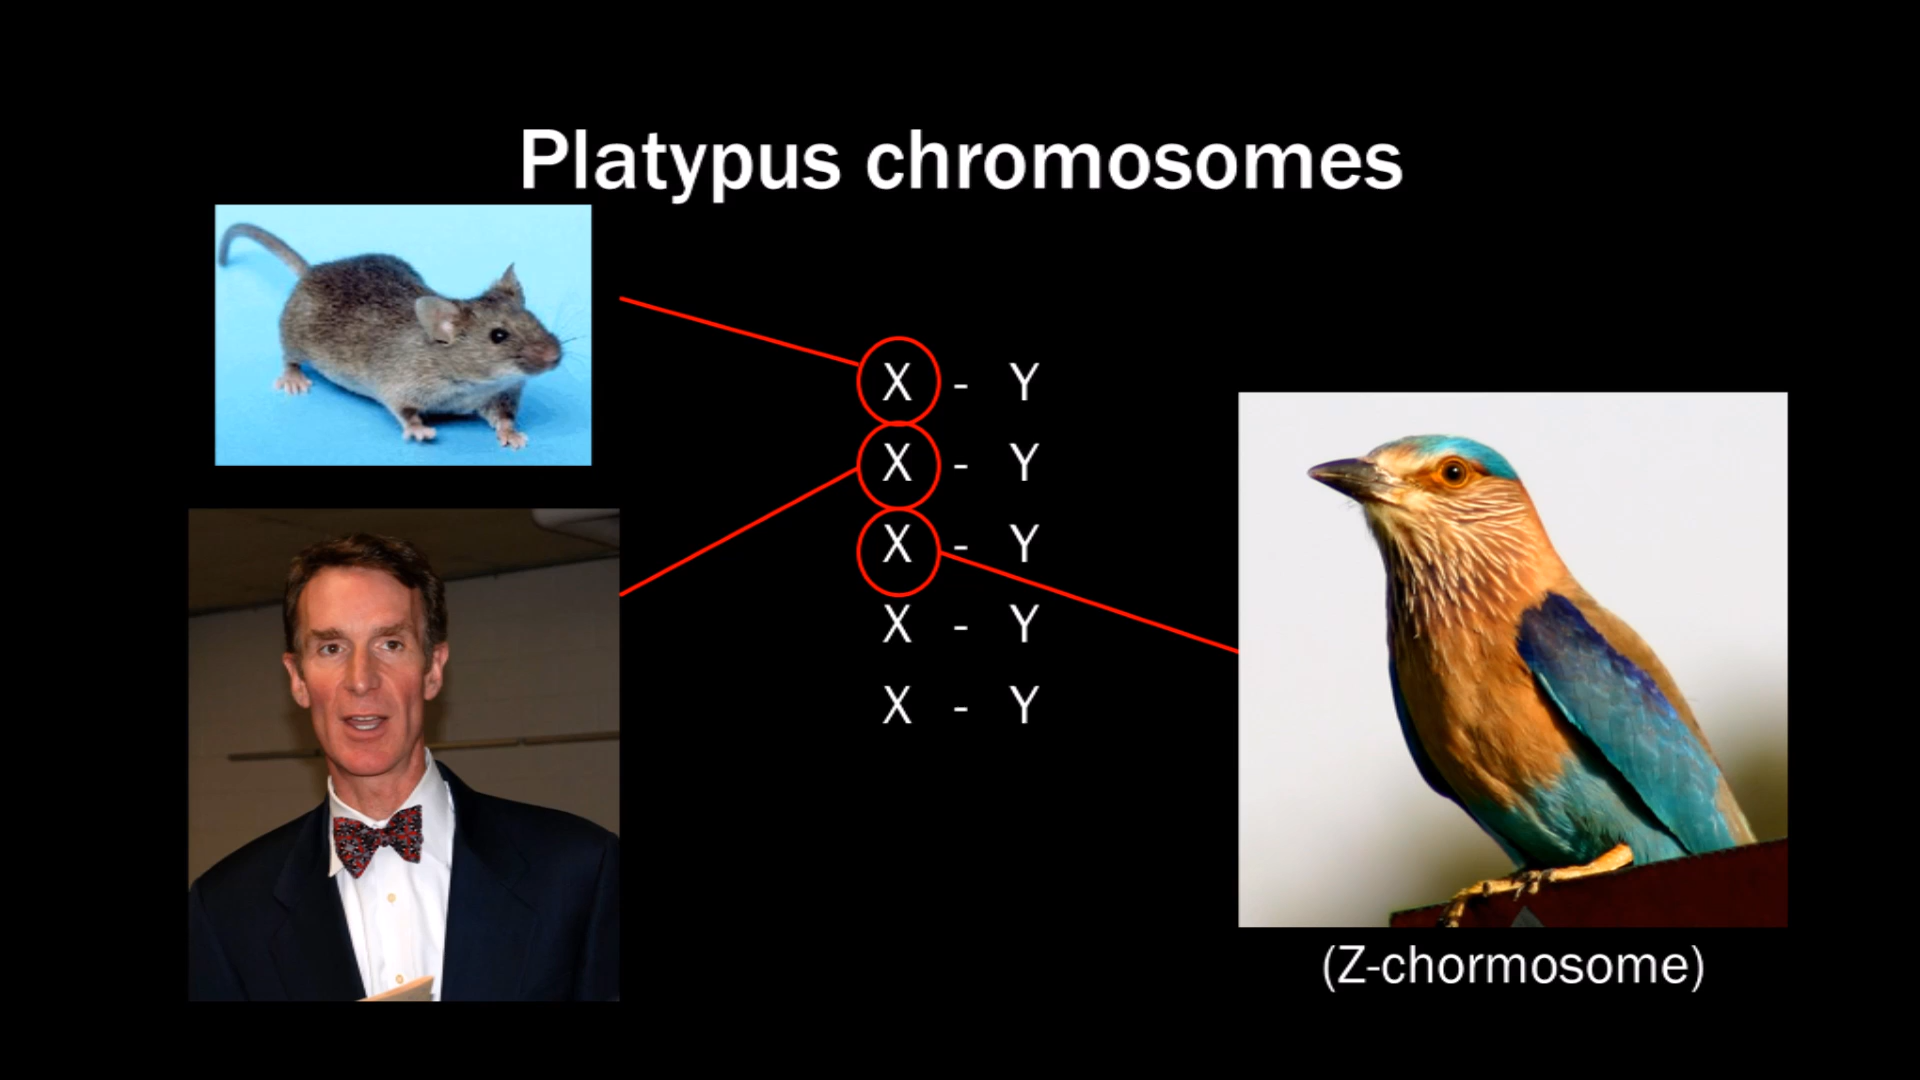 Platypus chromosomes
X - Y
X - Y
X - Y
X - Y
X - Y
(Z-chormosome)